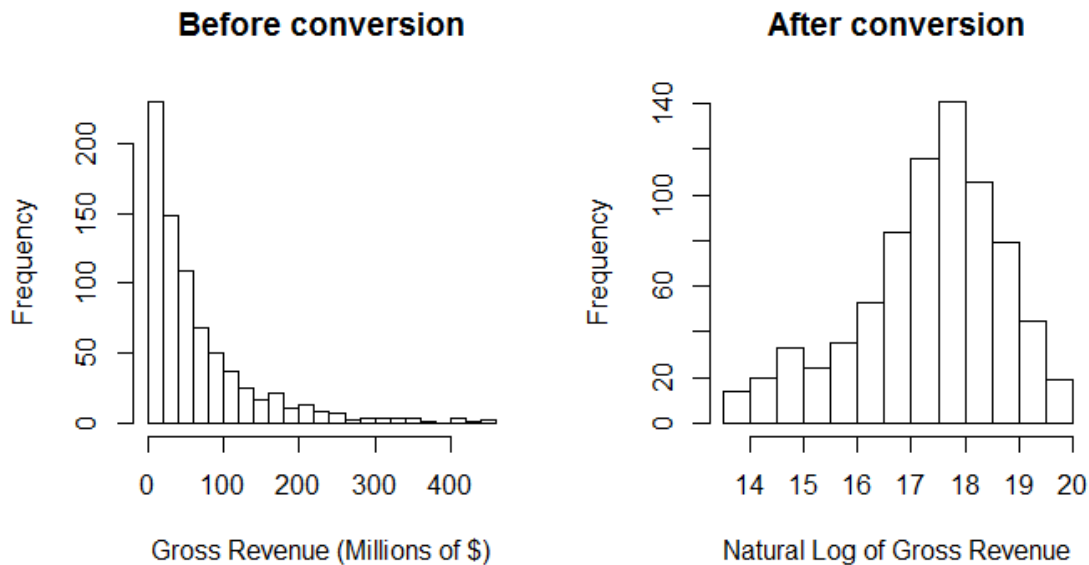 Before conversion
Frequency
200
150
100
50
0
0 100 200 300 400
Gross Revenue (Millions of $)
After conversion
Frequency
140
100
60
20
0
14 15 16 17 18 19 20
Natural Log of Gross Revenue